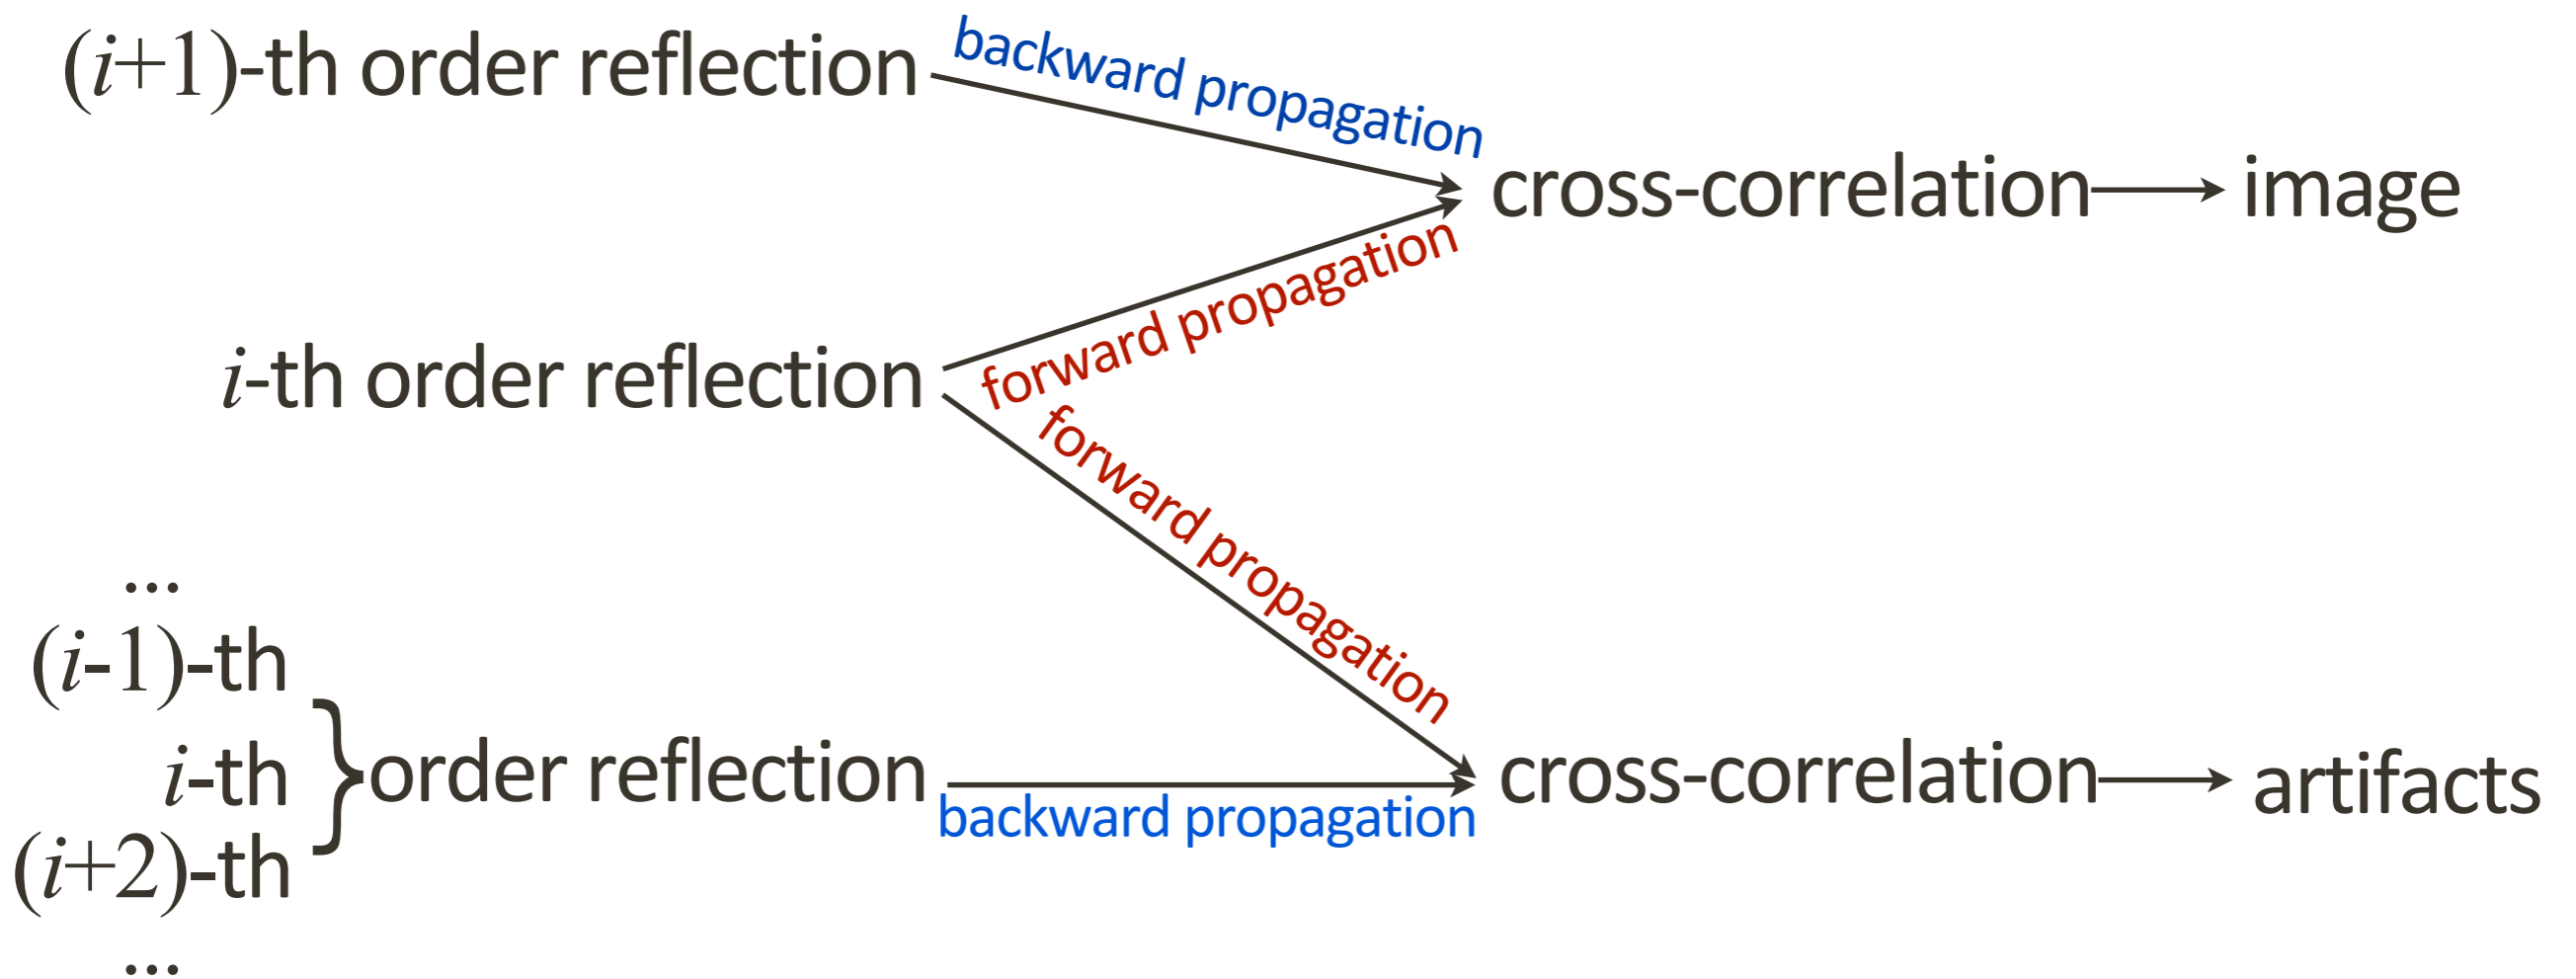 (i+1)-th order reflection
backward propagation
cross-correlation
image
forward propagation
i-th order reflection
forward propagation
...
(i-1)-th
i-th
(i+2)-th
...
} order reflection
backward propagation
cross-correlation
artifacts